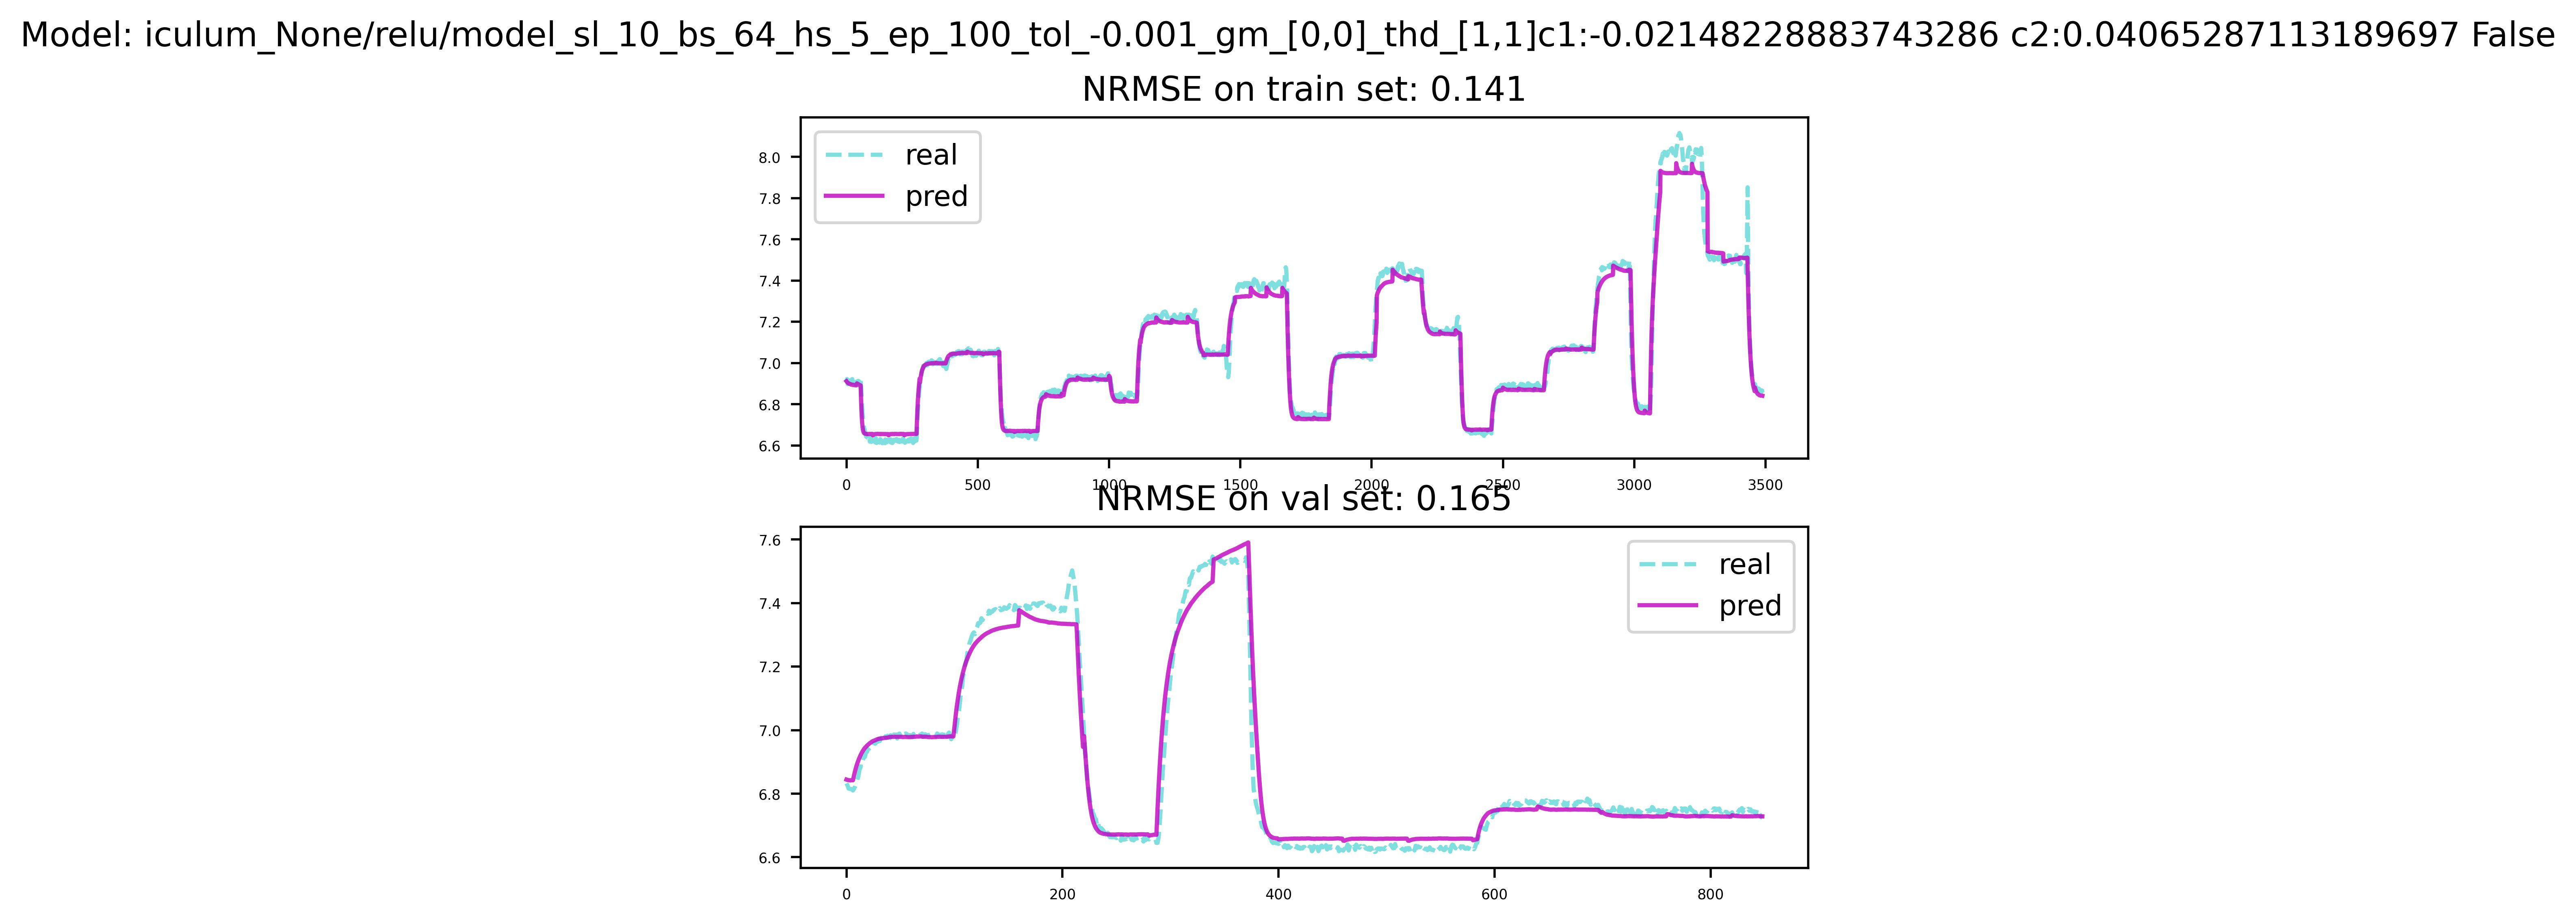 Model: iculum_None/relu/model_sl_10_bs_64_hs_5_ep_100_tol_-0.001_gm_[0,0]_thd_[1,1]c1:-0.021482228883743286 c2:0.04065287113189697 False
NRMSE on train set: 0.141
real
pred
8.0
7.8
7.6
7.4
7.2
7.0
6.8
6.6
0 500 1000 1500 2000 2500 3000 3500
NRMSE on val set: 0.165
real
pred
7.6
7.4
7.2
7.0
6.8
6.6
0 200 400 600 800